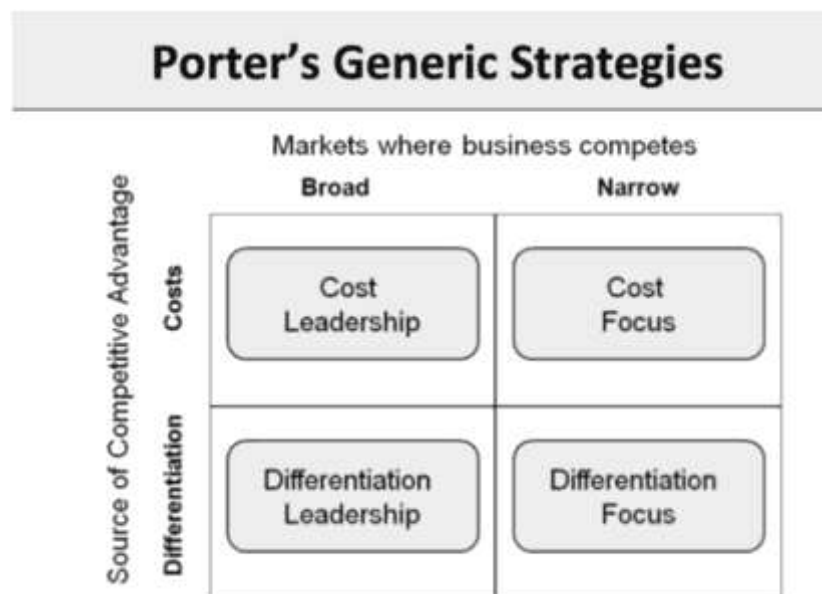 Porter’s Generic Strategies
Markets where business competes
Broad
Narrow
Source of Competitive Advantage
Costs
Cost
Leadership
Cost
Focus
Differentiation
Differentiation
Leadership
Differentiation
Focus